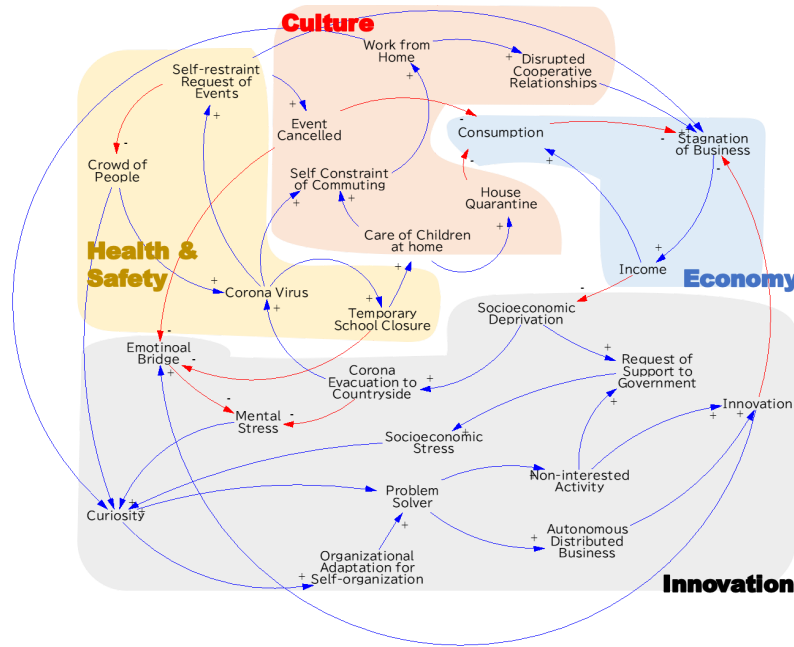 Culture
Work from
Home
Disrupted
Cooperative
Relationships
Self-restraint
Request of
Events
Event
Cancelled
Consumption
Stagnation
of Business
Crowd of
People
Self Constraint
of Commuting
House
Quarantine
Care of Children
at home
Health &
Safety
Income
Economy
Corona Virus
Temporary
School Closure
Socioeconomic
Deprivation
Emotinoal
Bridge
Corona
Evacuation to
Countryside
Request of
Support to
Government
Innovation
Mental
Stress
Socioeconomic
Stress
Non-interested
Activity
Problem
Solver
Curiosity
Autonomous
Distributed
Business
Organizational
Adaptation for
Self-organization
Innovation